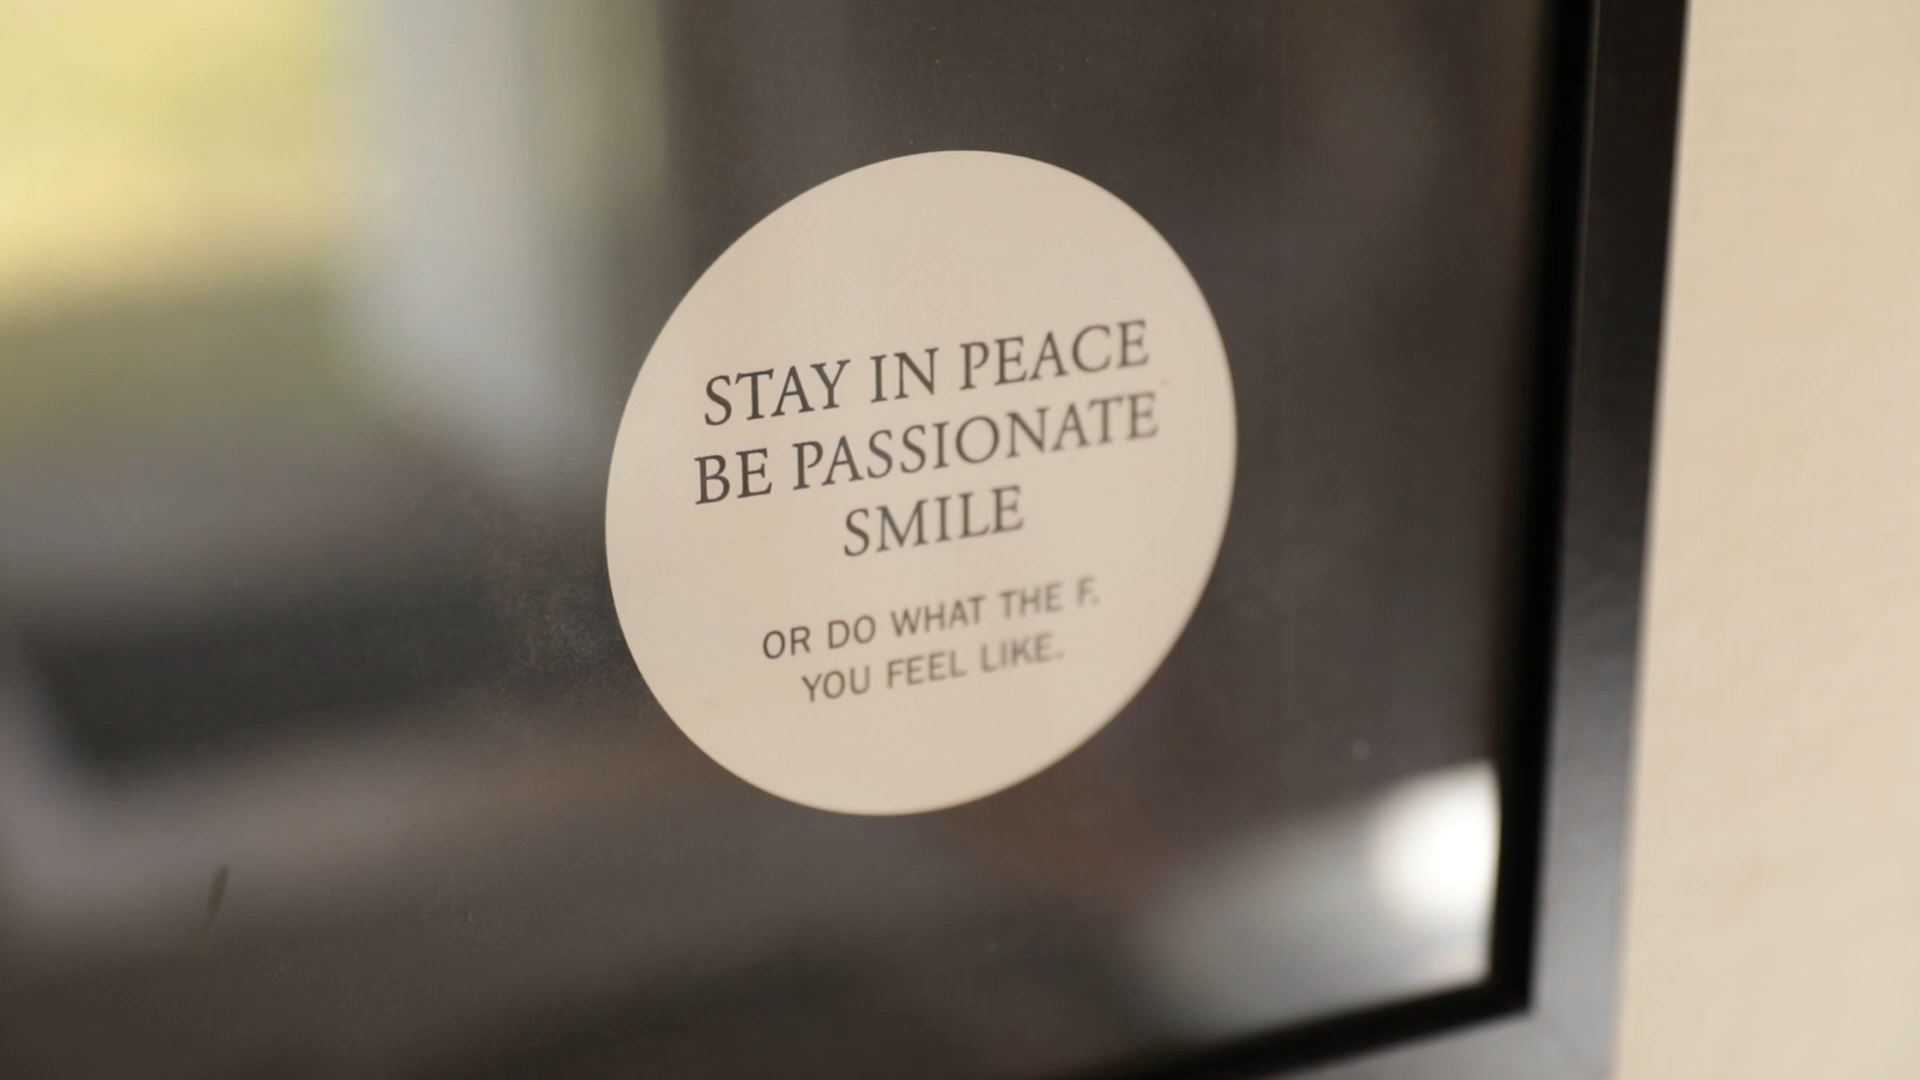 STAY IN PEACE
BE PASSIONATE
SMILE
OR DO WHAT THE F.
YOU FEEL LIKE.